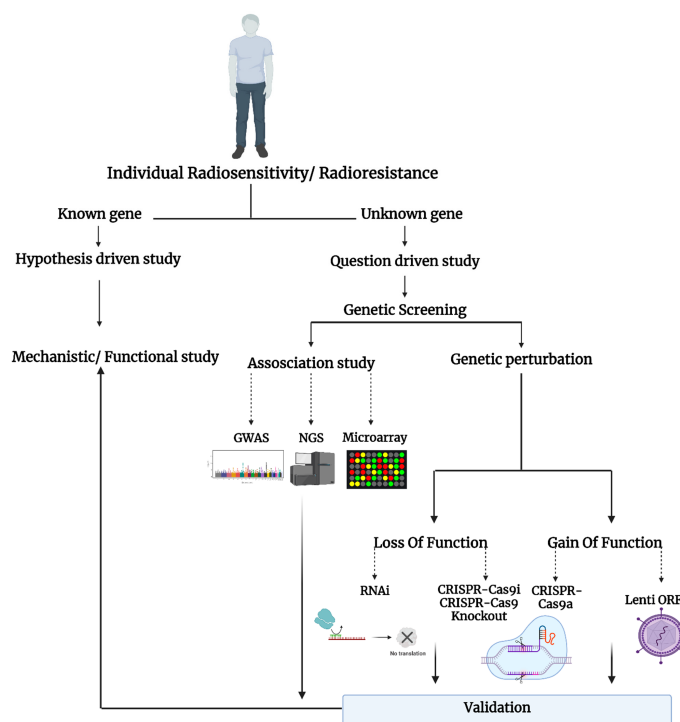 Individual Radiosensitivity/ Radioresistance
Known gene
Unknown gene
Hypothesis driven study
Question driven study
Genetic Screening
Mechanistic/ Functional study
Assosciation study
Genetic perturbation
GWAS
NGS
Microarray
Loss Of Function
Gain Of Function
RNAi
CRISPR-Cas9i
CRISPR-Cas9
Knockout
CRISPR-
Cas9a
Lenti ORF
No translation
Validation